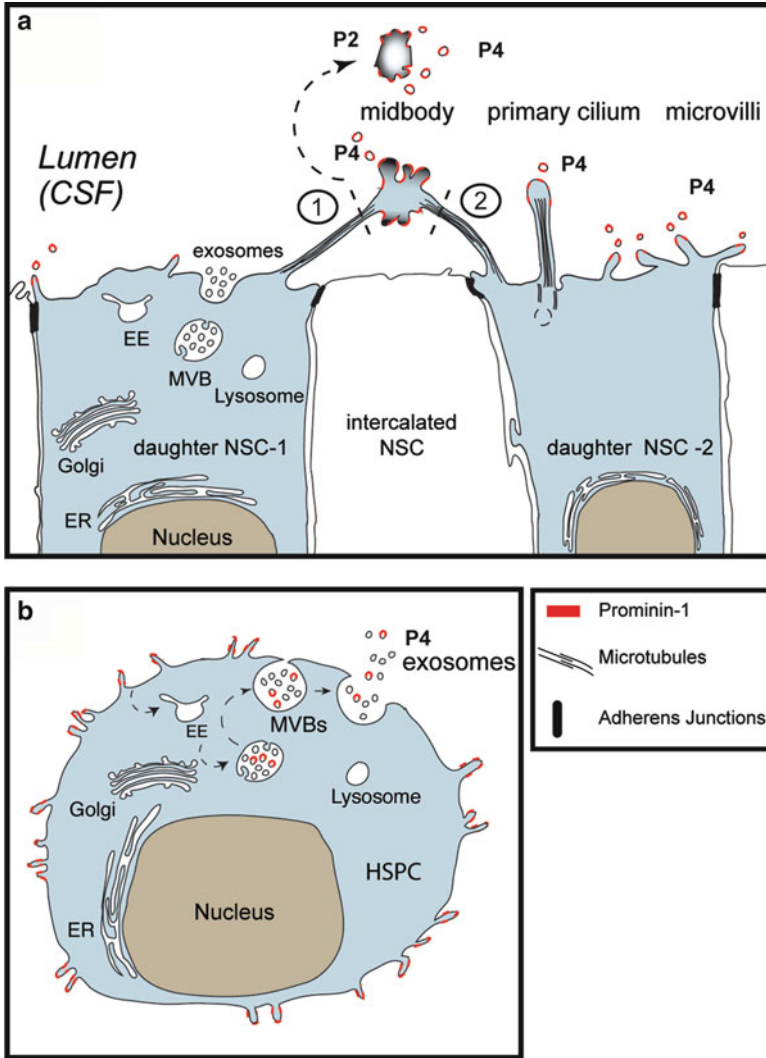 a
P2
P4
midbody
primary cilium
microvilli
Lumen
(CSF)
P4
P4
P4
1
2
exosomes
EE
MVB
Lysosome
Golgi
daughter NSC-1
intercalated
NSC
daughter NSC -2
ER
Nucleus
Nucleus
b
P4
exosomes
EE
MVBs
Golgi
Lysosome
HSPC
Nucleus
ER
Prominin-1
Microtubules
Adherens Junctions